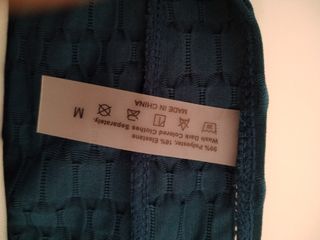 90% Polyester, 10% Elastane
Wash Dark Colored Clothes Separately.
MADE IN CHINA
M